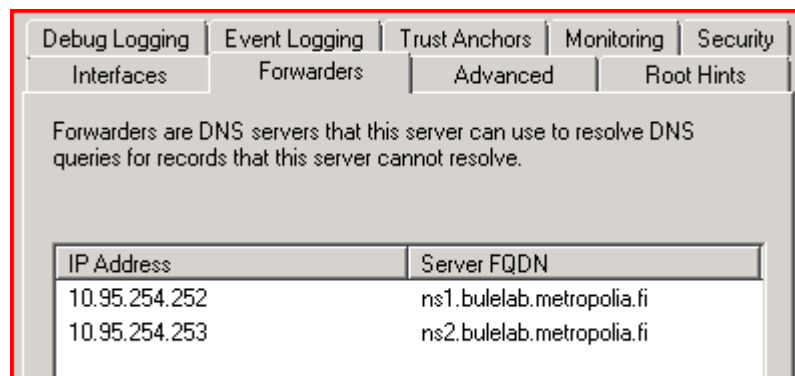 Debug Logging Event Logging Trust Anchors Monitoring Security
Interfaces Forwarders Advanced Root Hints
Forwarders are DNS servers that this server can use to resolve DNS
queries for records that this server cannot resolve.
IP Address Server FQDN
10.95.254.252 ns1.bulelab.metropolia.fi
10.95.254.253 ns2.bulelab.metropolia.fi